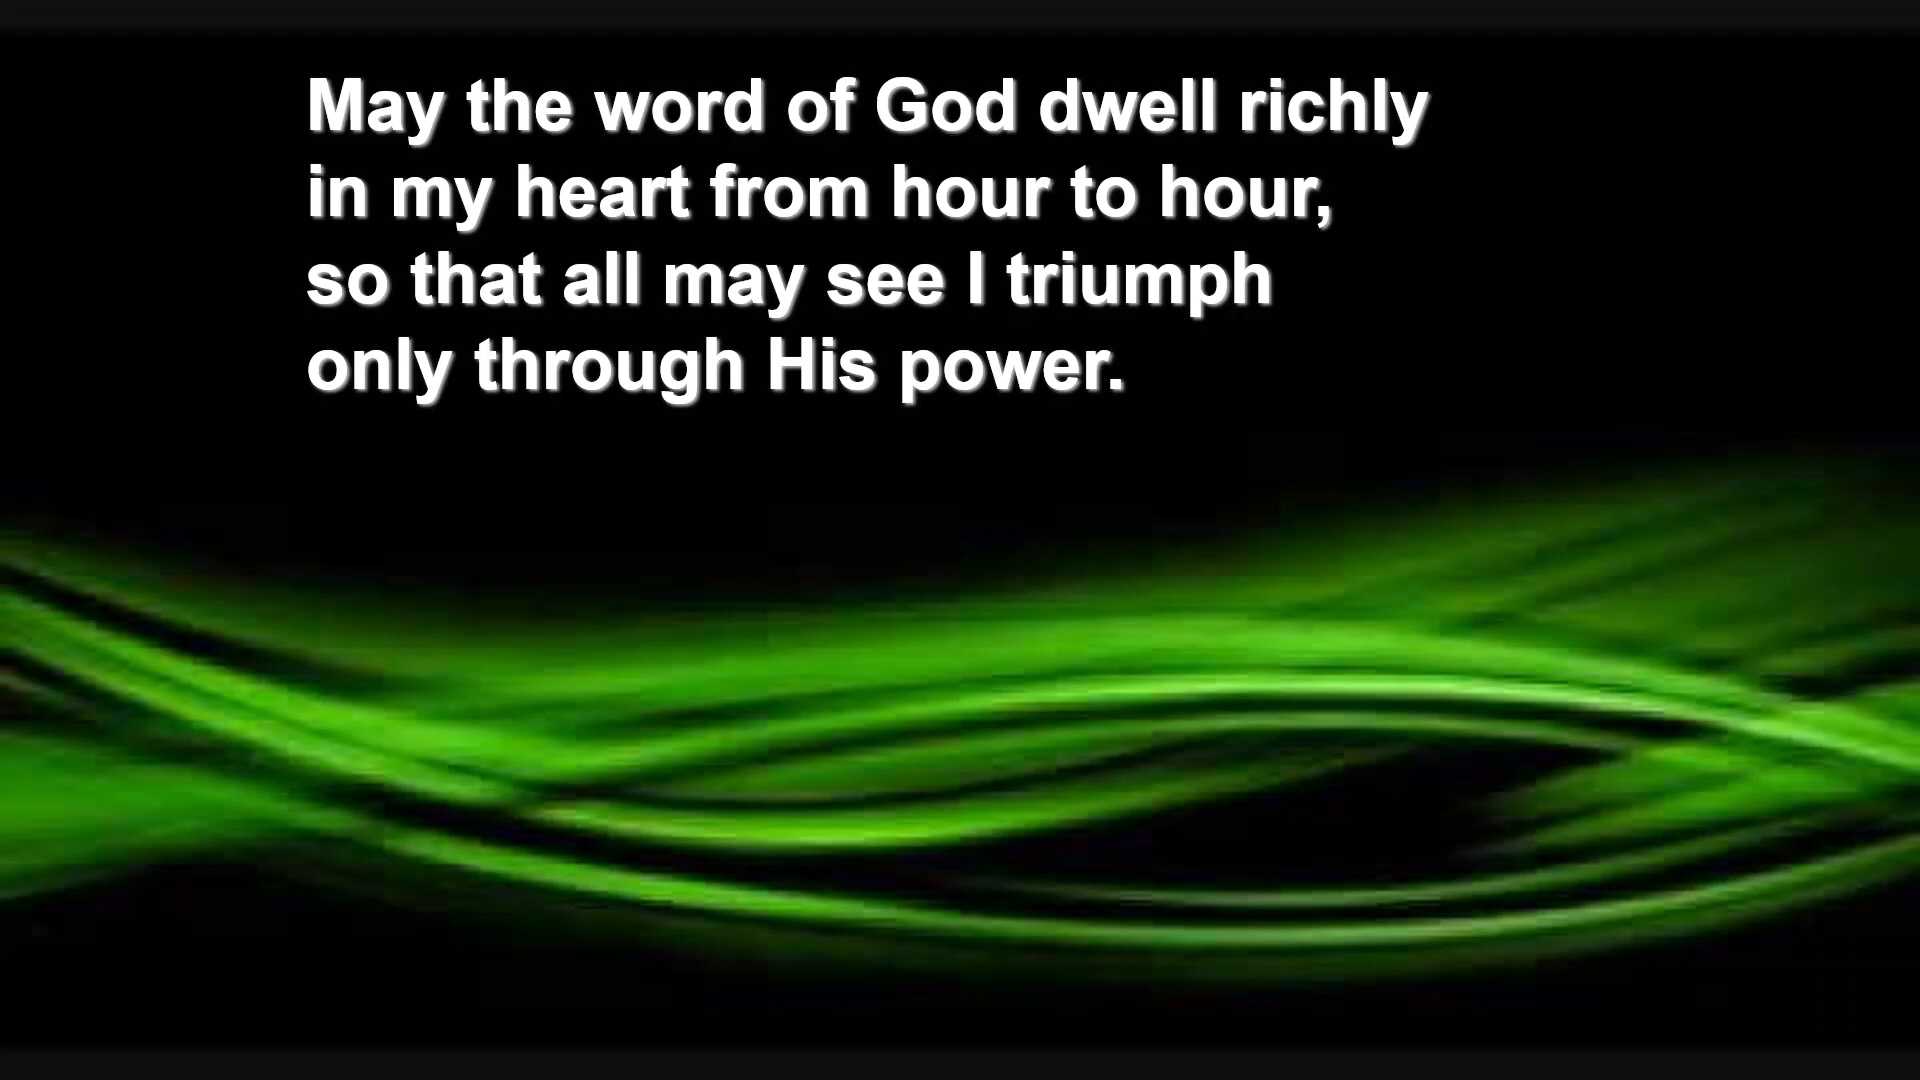 May the word of God dwell richly
in my heart from hour to hour,
so that all may see I triumph
only through His power.